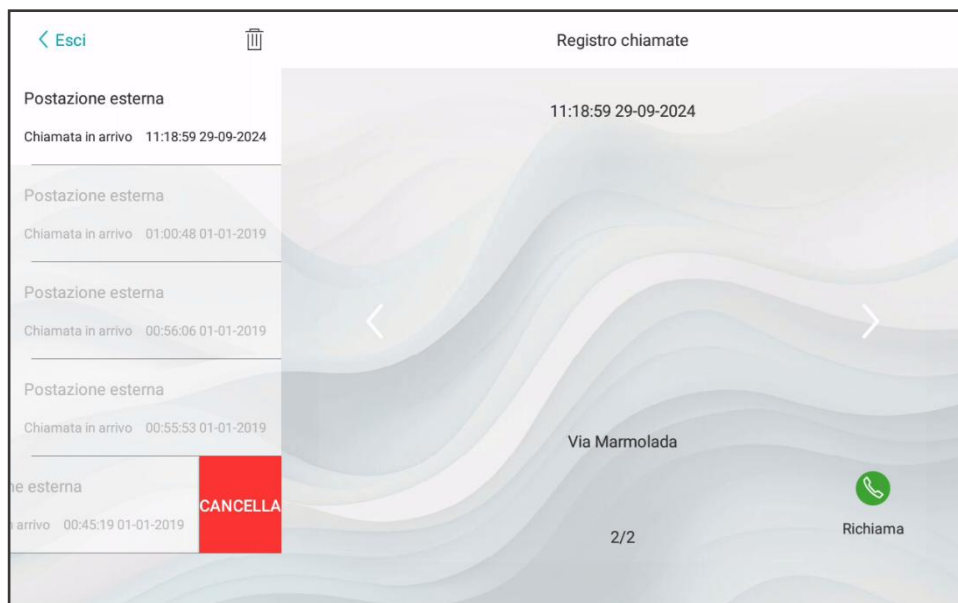 Esci
Registro chiamate
Postazione esterna
Chiamata in arrivo 11:18:59 29-09-2024
Postazione esterna
Chiamata in arrivo 01:00:48 01-01-2019
Postazione esterna
Chiamata in arrivo 00:56:06 01-01-2019
Postazione esterna
Chiamata in arrivo 00:55:53 01-01-2019
ne esterna
arrivo 00:45:19 01-01-2019
CANCELLA
11:18:59 29-09-2024
Via Marmolada
2/2
Richiama